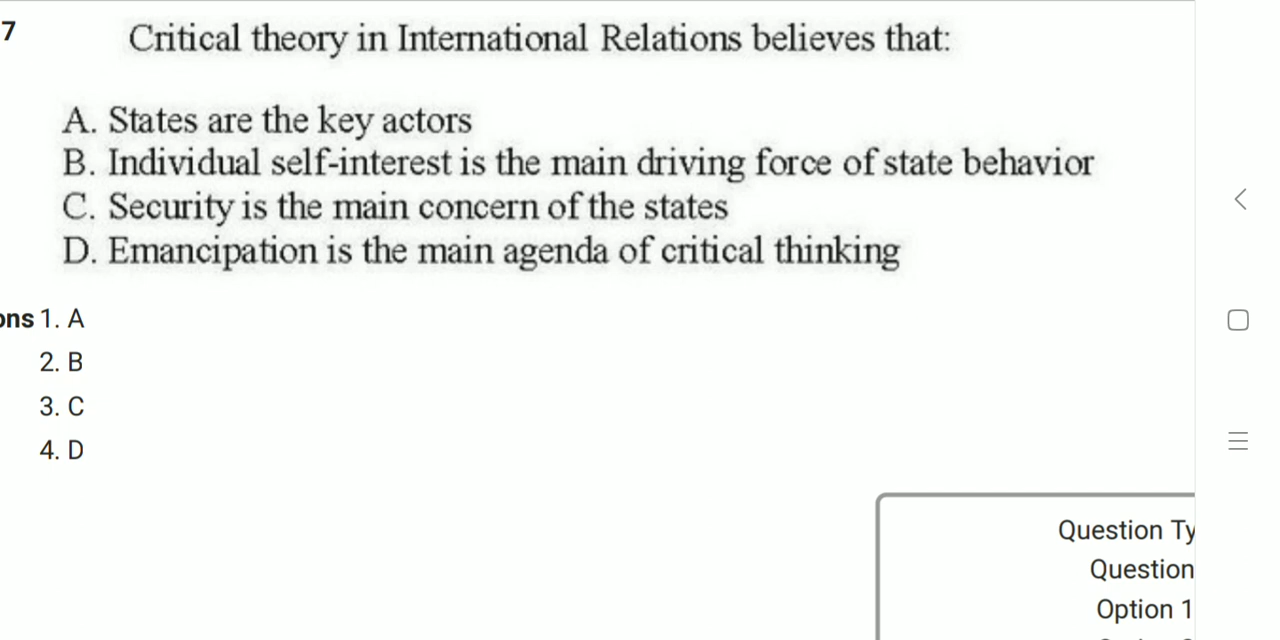 7 Critical theory in International Relations believes that:
A. States are the key actors
B. Individual self-interest is the main driving force of state behavior
C. Security is the main concern of the states
D. Emancipation is the main agenda of critical thinking
ons 1. A
2. B
3. C
4. D
Question Ty
Question
Option 1